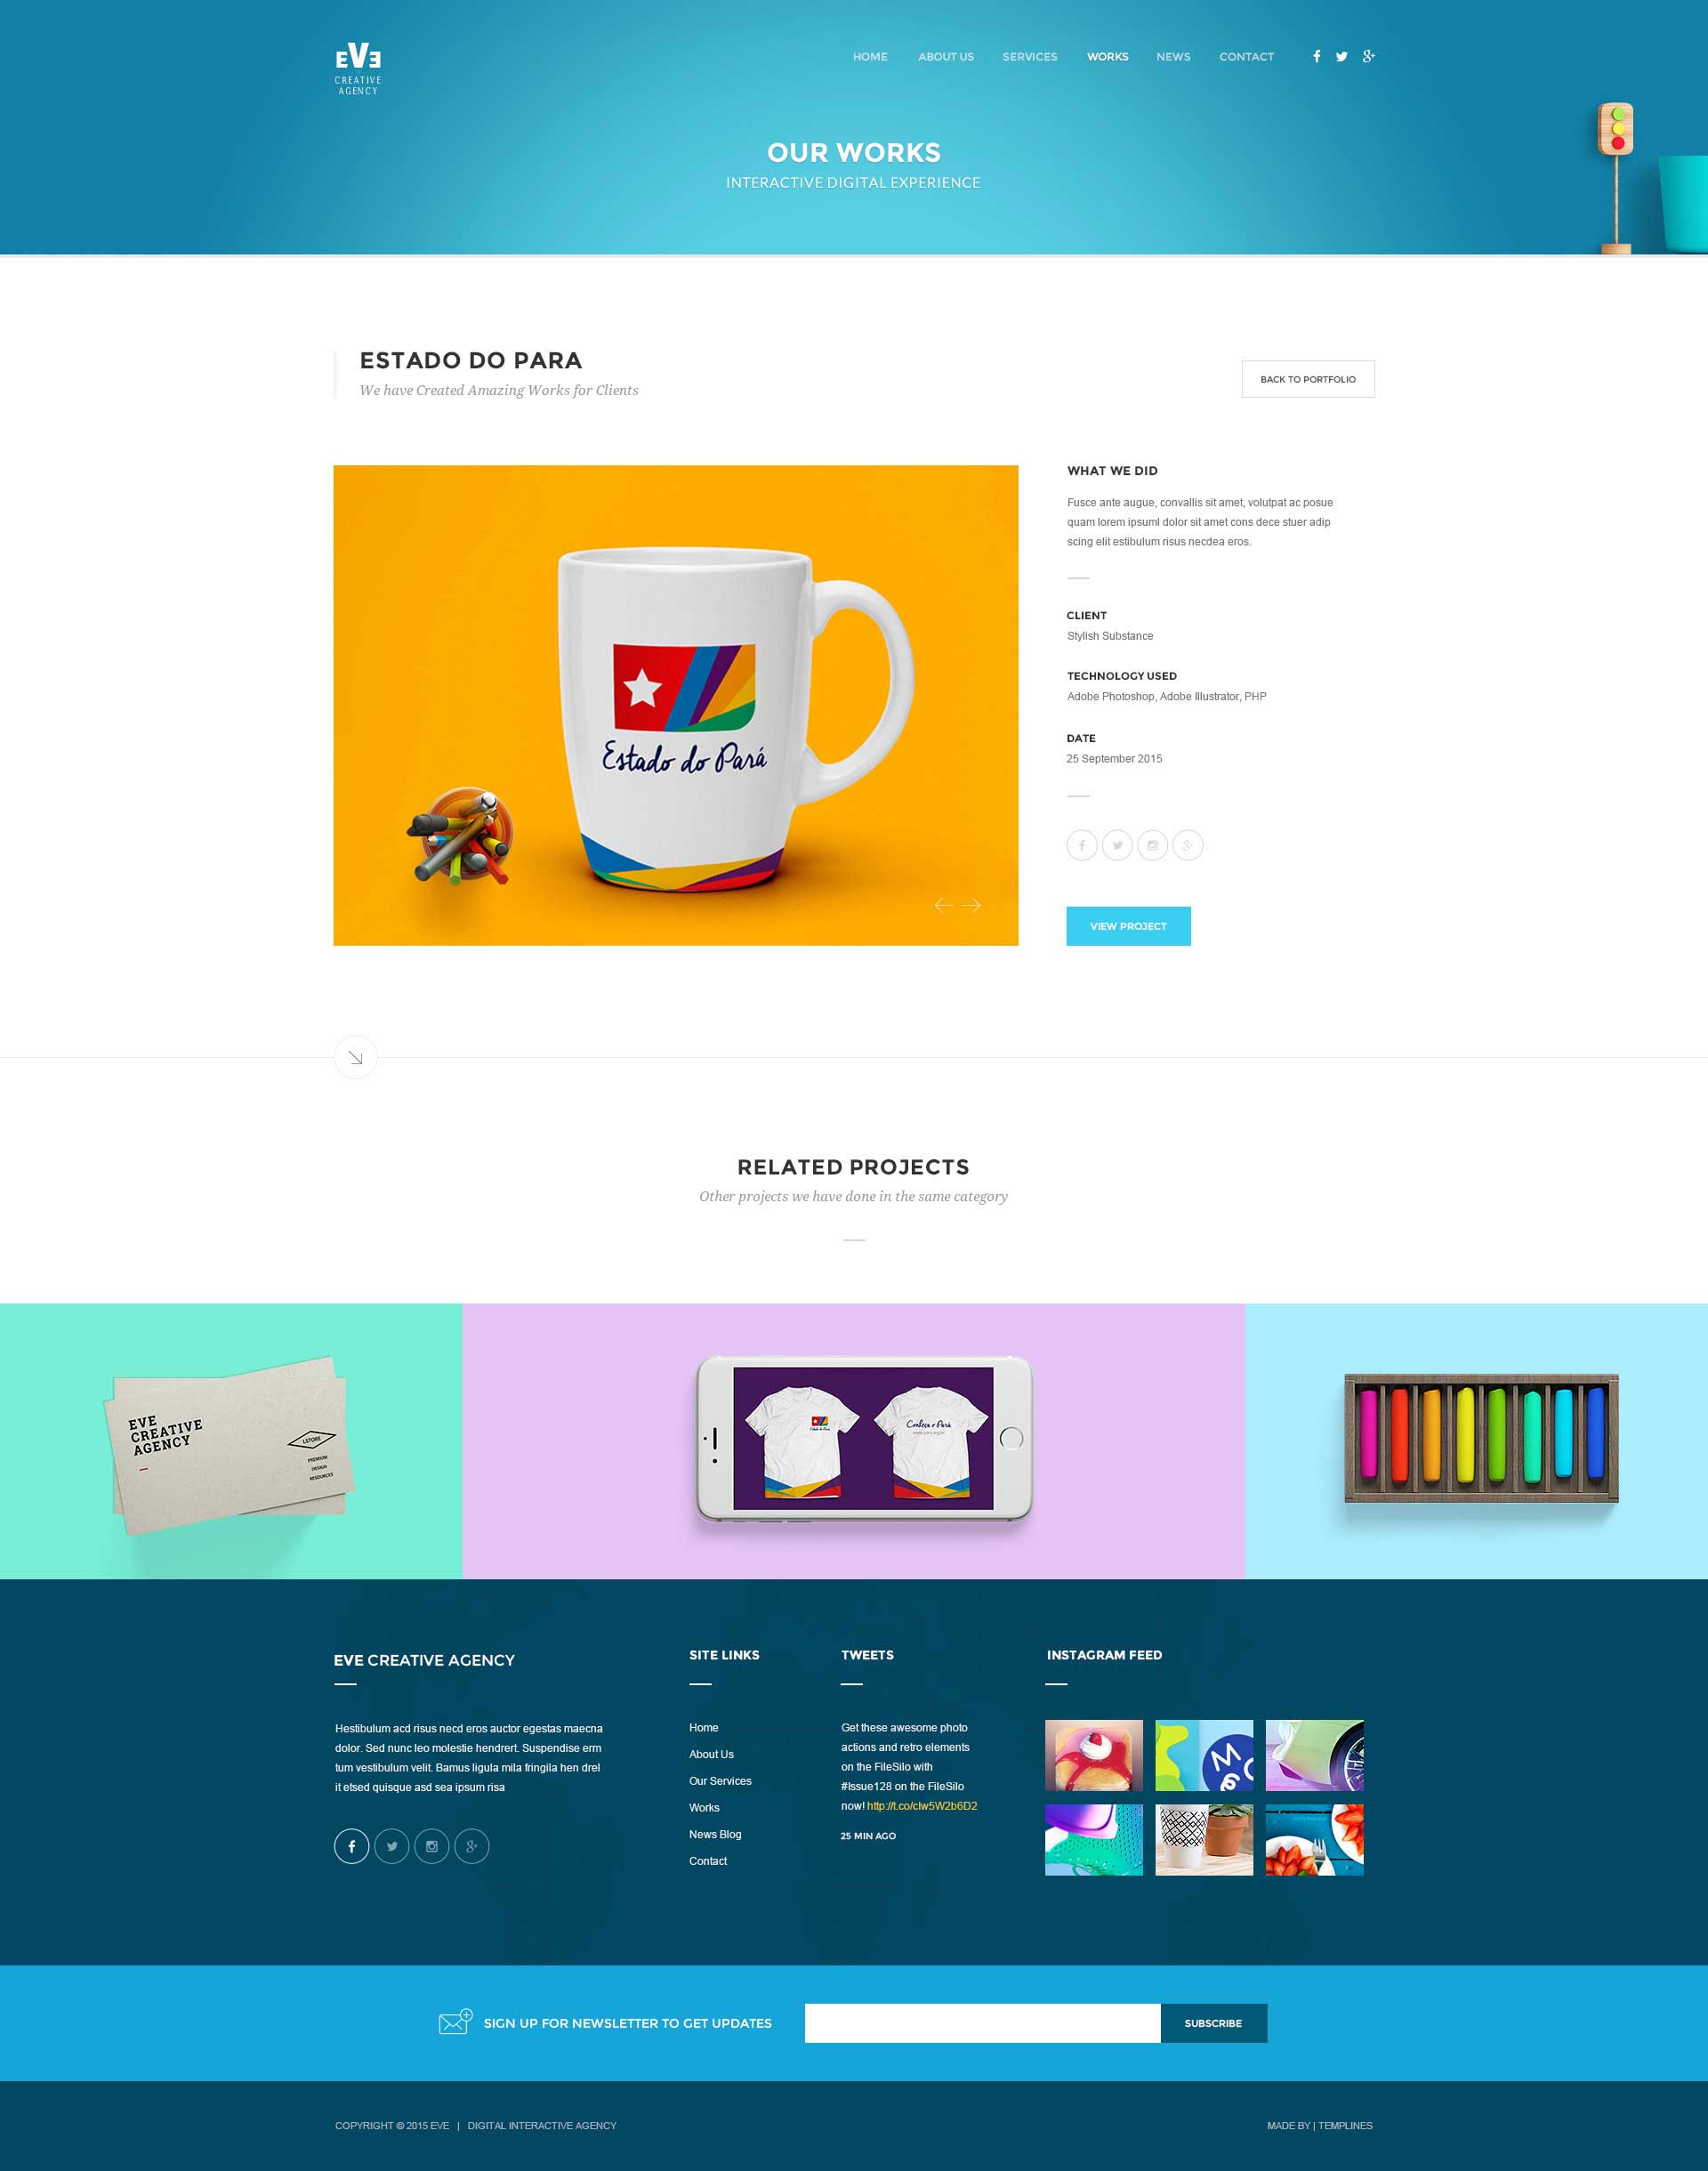 EVE
CREATIVE
AGENCY
HOME ABOUT US SERVICES WORKS NEWS CONTACT
OUR WORKS
INTERACTIVE DIGITAL EXPERIENCE
ESTADO DO PARA
We have Created Amazing Works for Clients
BACK TO PORTFOLIO
Estado do Pará
WHAT WE DID
Fusce ante augue, convallis sit amet, volutpat ac posue
quam lorem ipsuml dolor sit amet cons dece stuer adip
scing elit estibulum risus necdea eros.
CLIENT
Stylish Substance
TECHNOLOGY USED
Adobe Photoshop, Adobe Illustrator, PHP
DATE
25 September 2015
VIEW PROJECT
RELATED PROJECTS
Other projects we have done in the same category
EVE
CREATIVE
AGENCY
LSTORE
PREMIUM
DESIGN
RESOURCES
Estado do Pará
Conheça o Pará
EVE CREATIVE AGENCY
Hestibulum acd risus necd eros auctor egestas maecna
dolor. Sed nunc leo molestie hendrert. Suspendise erm
tum vestibulum velit. Bamus ligula mila fringila hen drel
it etsed quisque asd sea ipsum risa
SITE LINKS
Home
About Us
Our Services
Works
News Blog
Contact
TWEETS
Get these awesome photo
actions and retro elements
on the FileSilo with
#Issue128 on the FileSilo
now! http://t.co/clw5W2b6D2
25 MIN AGO
INSTAGRAM FEED
SIGN UP FOR NEWSLETTER TO GET UPDATES
SUBSCRIBE
COPYRIGHT © 2015 EVE | DIGITAL INTERACTIVE AGENCY
MADE BY | TEMPLINES